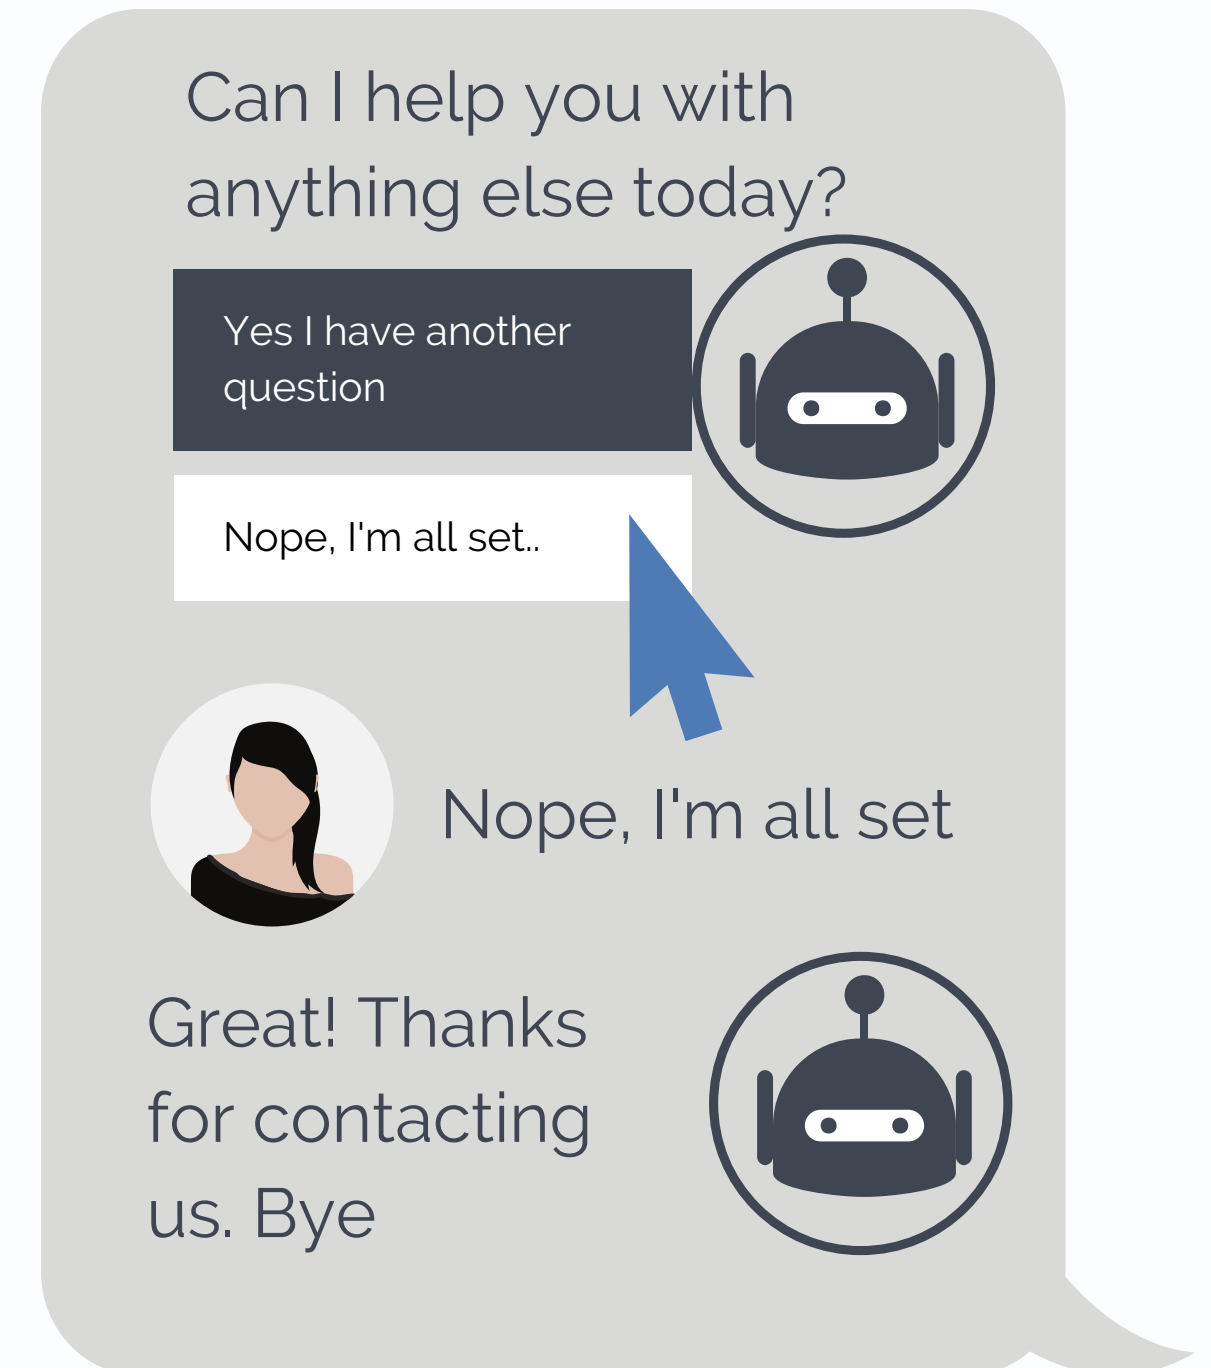 Can I help you with
anything else today?
Yes I have another
question
Nope, I'm all set..
Nope, I'm all set
Great! Thanks
for contacting
us. Bye